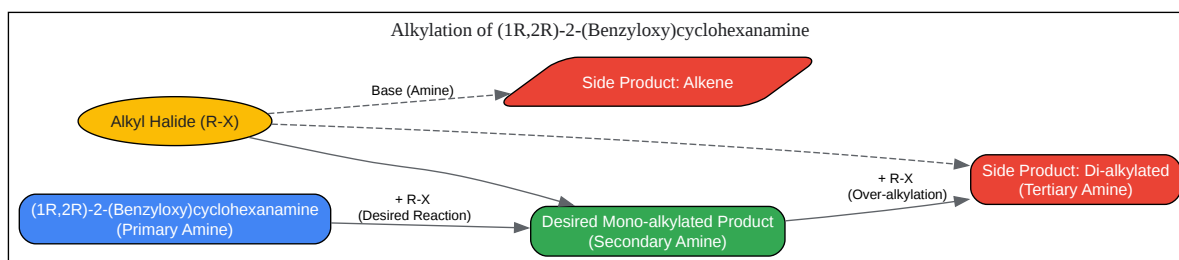 Alkylation of (1R,2R)-2-(Benzyloxy)cyclohexanamine
Side Product: Alkene
Base (Amine)
Alkyl Halide (R-X)
+ R-X
(Over-alkylation)
Side Product: Di-alkylated
(Tertiary Amine)
(1R,2R)-2-(Benzyloxy)cyclohexanamine
(Primary Amine)
+ R-X
(Desired Reaction)
Desired Mono-alkylated Product
(Secondary Amine)